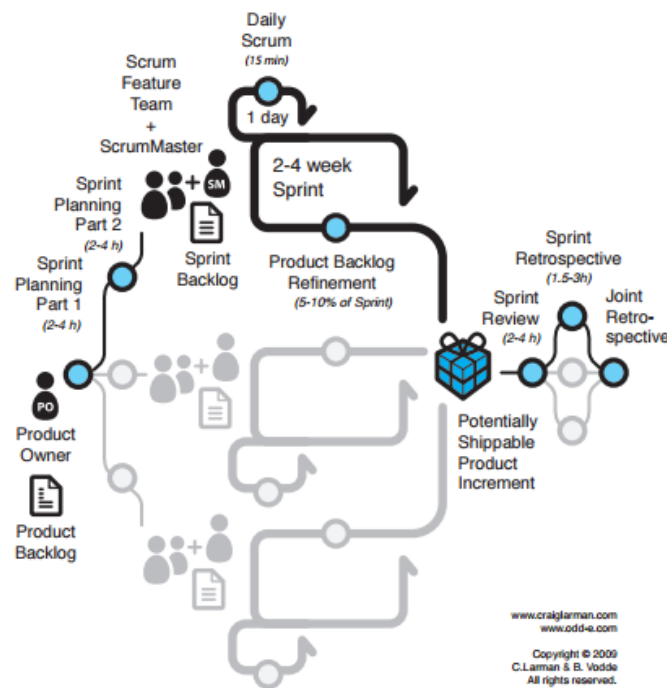 Daily
Scrum
(15 min)
1 day
Scrum
Feature
Team
+
ScrumMaster
+
SM
2-4 week
Sprint
Sprint
Planning
Part 2
(2-4 h)
Sprint
Backlog
Product Backlog
Refinement
(5-10% of Sprint)
Sprint
Planning
Part 1
(2-4 h)
Sprint
Retrospective
(1.5-3h)
Sprint
Review
(2-4 h)
Joint
Retro-
spective
+
PO
Product
Owner
Product
Backlog
Potentially
Shippable
Product
Increment
+
www.craiglarman.com
www.odd-e.com
Copyright © 2009
C.Larman & B. Vodde
All rights reserved.